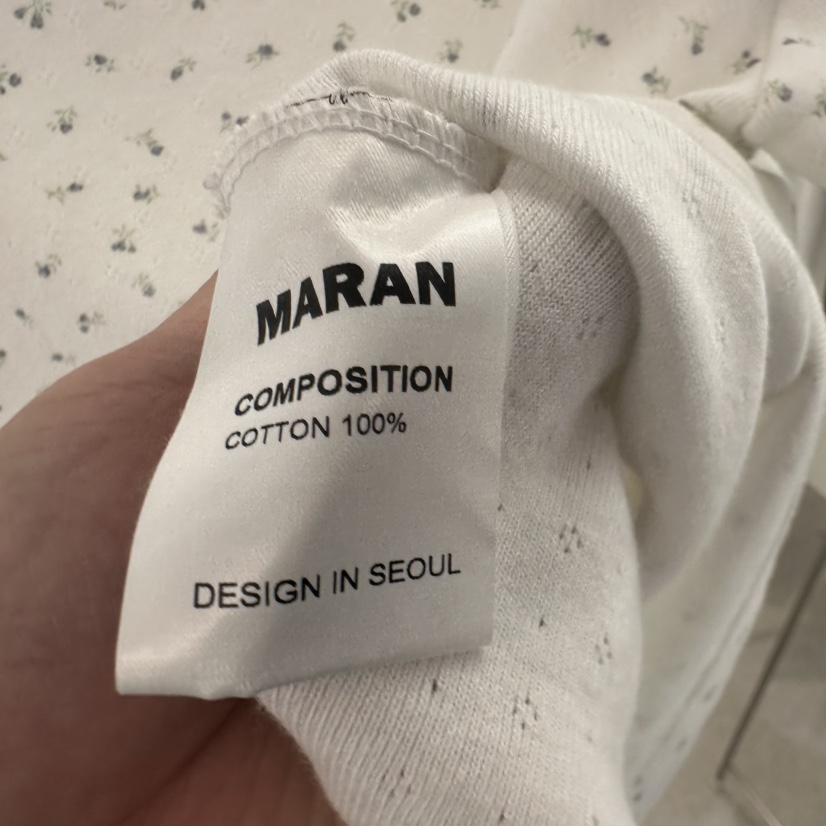 MARAN
COMPOSITION
COTTON 100%
DESIGN IN SEOUL